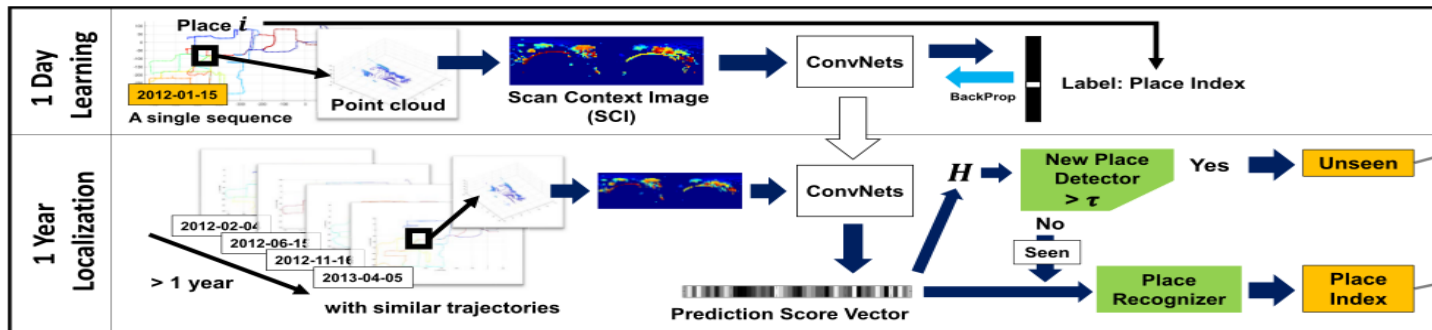 1 Day
Learning
Place i
2012-01-15
A single sequence
Point cloud
Scan Context Image
(SCI)
ConvNets
BackProp
Label: Place Index
1 Year
Localization
2012-02-04
2012-06-15
2012-11-16
2013-04-05
> 1 year
with similar trajectories
ConvNets
Prediction Score Vector
H
New Place
Detector
> τ
Yes
Unseen
No
Seen
Place
Recognizer
Place
Index